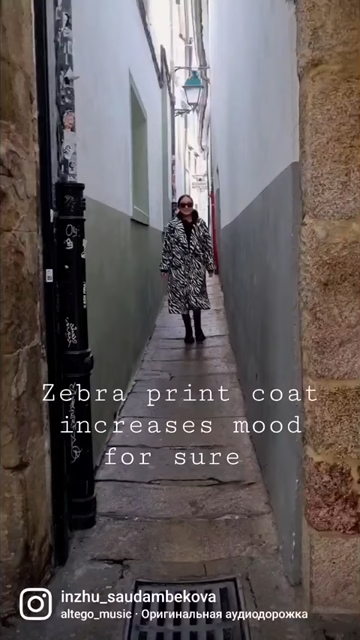 Zebra print coat
increases mood
for sure
inzhu_saudambekova
altego_music · Оригинальная аудиодорожка